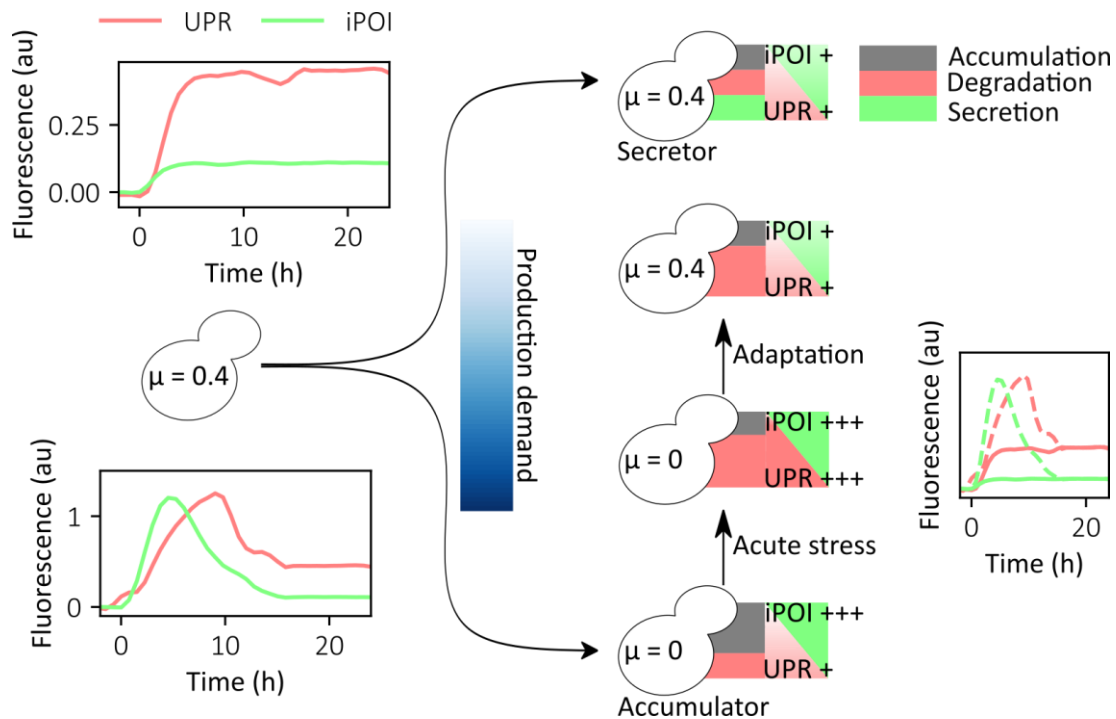 UPR iPOI
Fluorescence (au)
0.25
0.00
0 10 20
Time (h)
μ = 0.4
Fluorescence (au)
1
0
0 10 20
Time (h)
Production demand
μ = 0.4
iPOI +
UPR +
Secretor
Accumulation
Degradation
Secretion
μ = 0.4
iPOI +
UPR +
Adaptation
μ = 0
iPOI +++
UPR +++
Acute stress
μ = 0
iPOI +++
UPR +
Accumulator
Fluorescence (au)
0 20
Time (h)